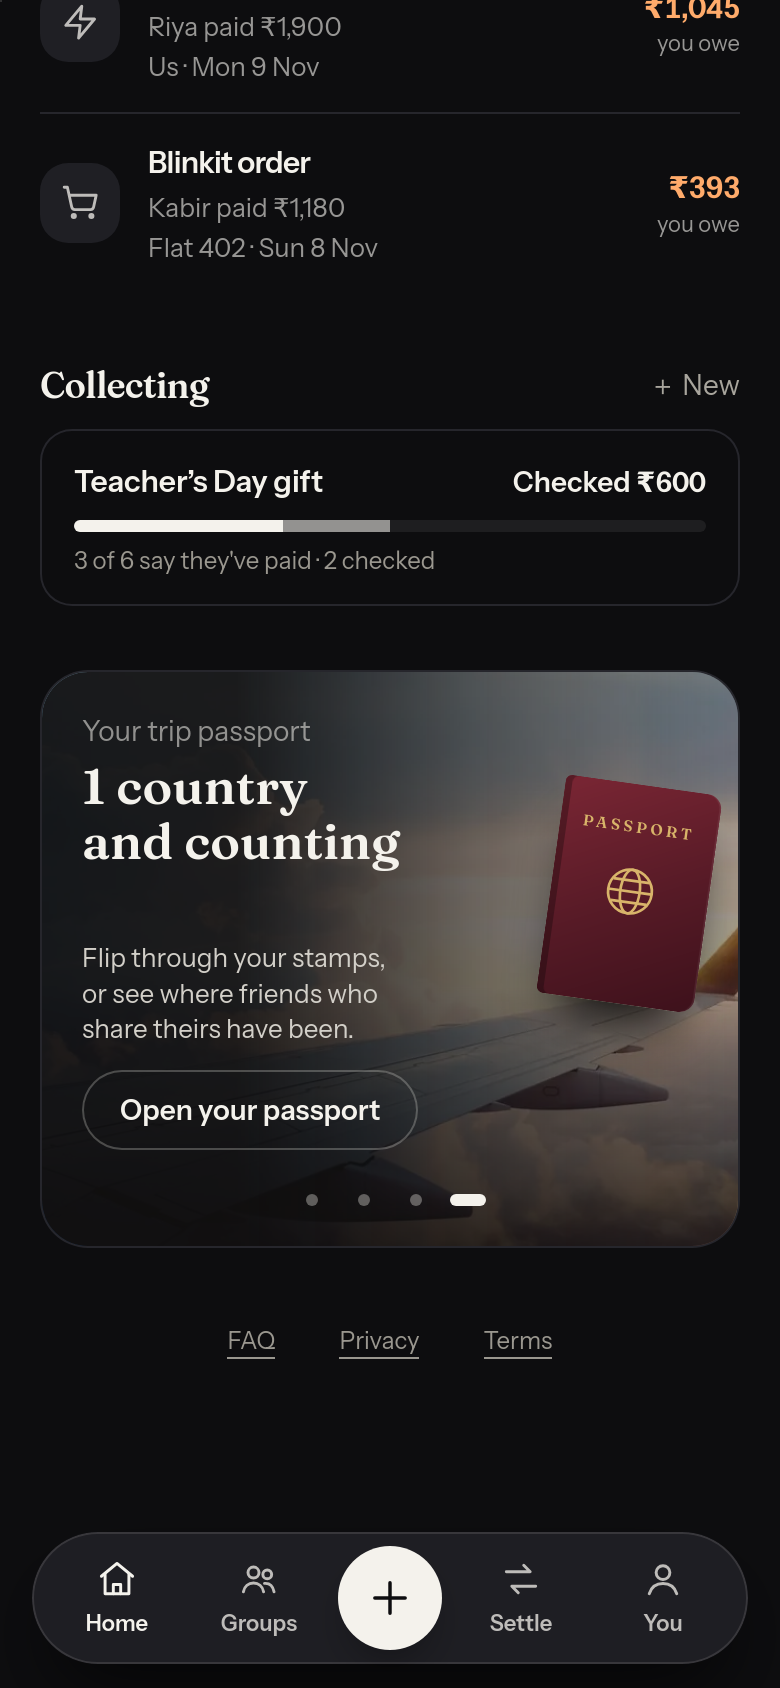 ₹1,045
Riya paid ₹1,900
you owe
Us · Mon 9 Nov
Blinkit order
₹393
Kabir paid ₹1,180
you owe
Flat 402 · Sun 8 Nov
Collecting
+ New
Teacher’s Day gift
Checked ₹600
3 of 6 say they've paid · 2 checked
Your trip passport
1 country
and counting
PASSPORT
Flip through your stamps,
or see where friends who
share theirs have been.
Open your passport
FAQ
Privacy
Terms
Home
Groups
Settle
You